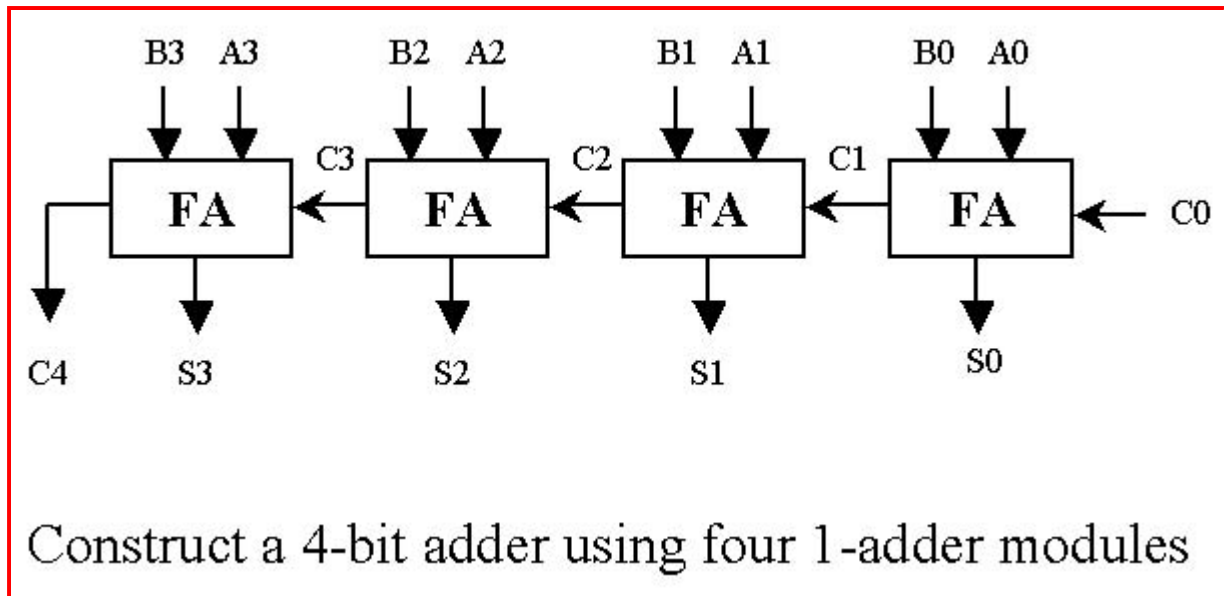 B3 A3 B2 A2 B1 A1 B0 A0
C3 C2 C1
FA FA FA FA C0
C4 S3 S2 S1 S0
Construct a 4-bit adder using four 1-adder modules